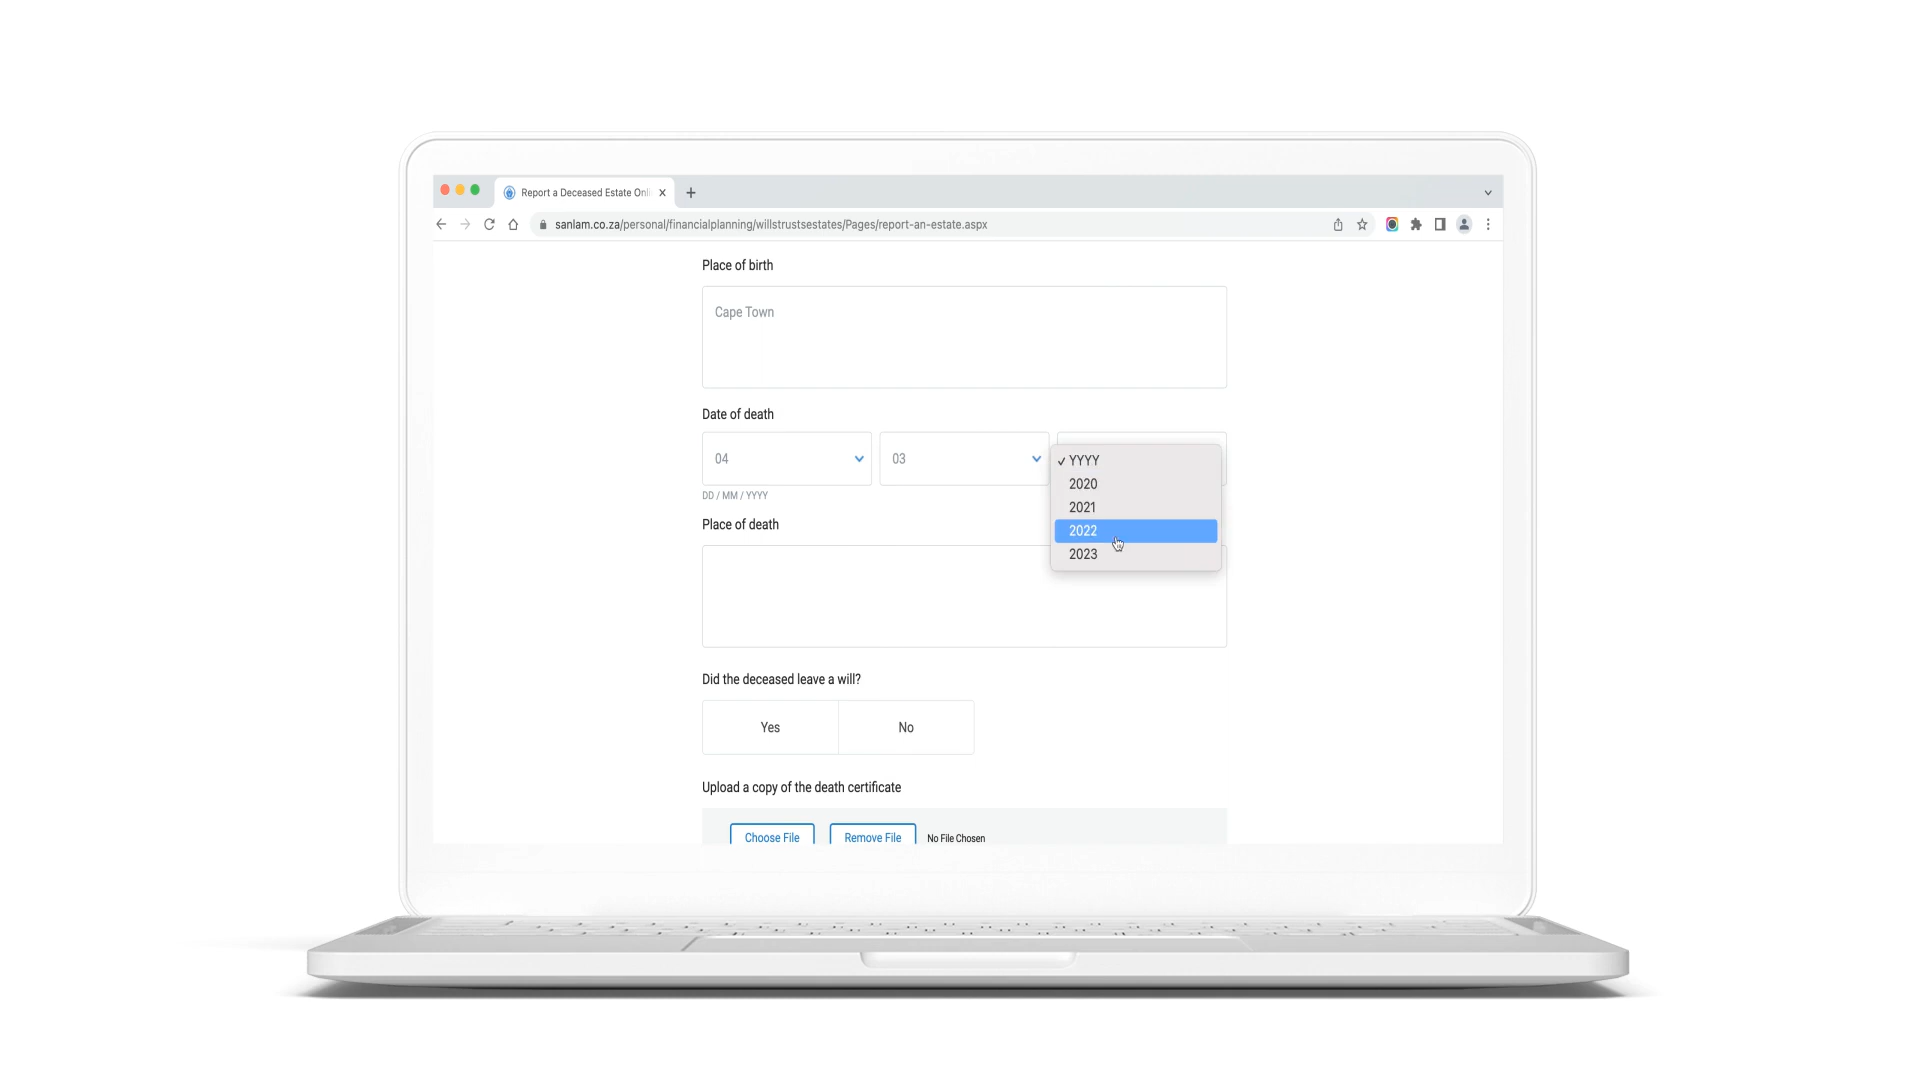 Report a Deceased Estate Onl
sanlam.co.za/personal/financialplanning/willstrustsestates/Pages/report-an-estate.aspx
Place of birth
Cape Town
Date of death
04
03
YYYY
2020
2021
2022
2023
DD / MM / YYYY
Place of death
Did the deceased leave a will?
Yes
No
Upload a copy of the death certificate
Choose File
Remove File
No File Chosen